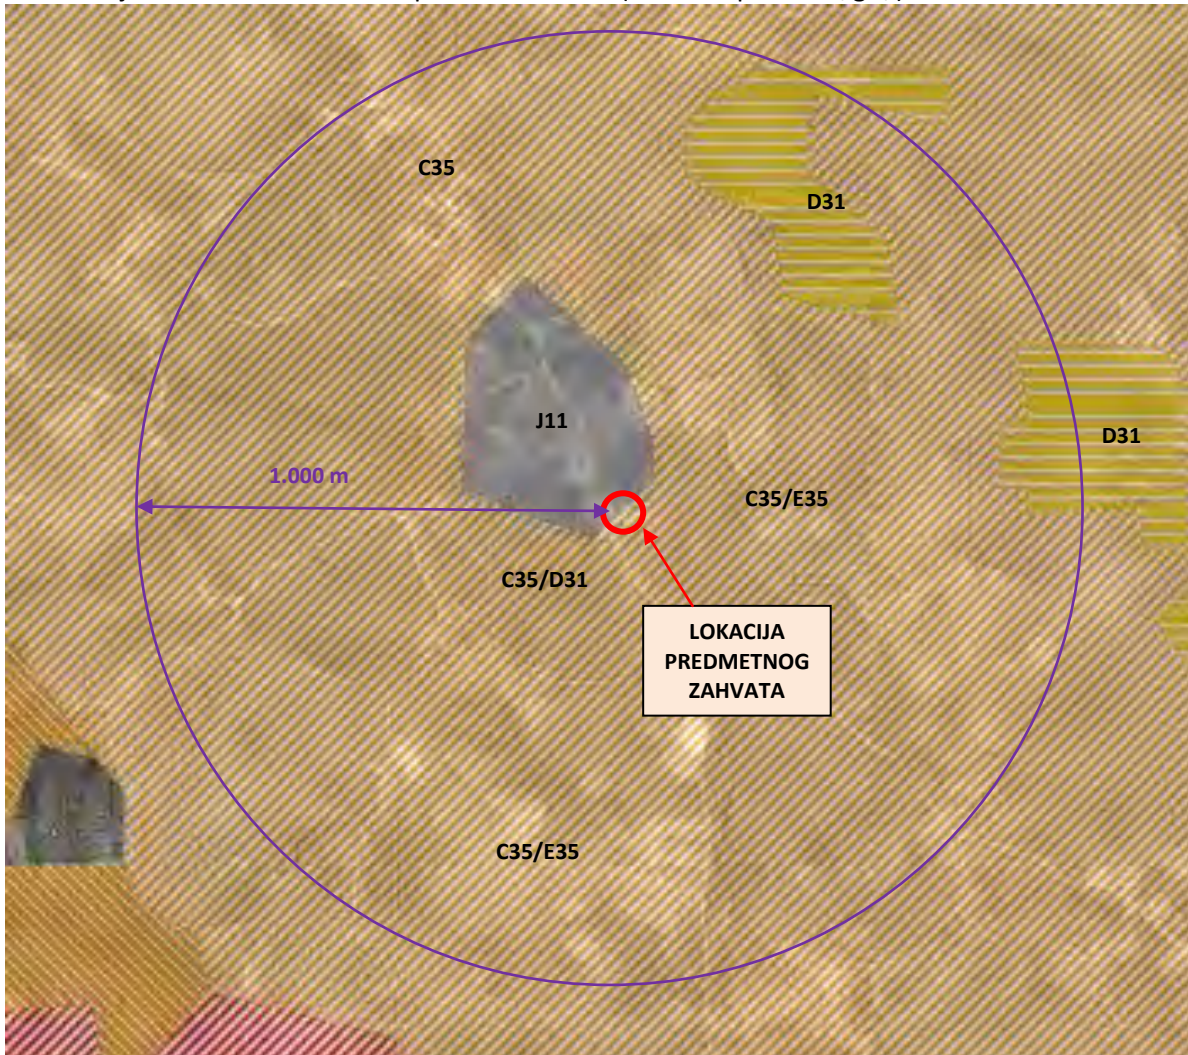 C35
D31
J11
D31
1.000 m
C35/E35
C35/D31
LOKACIJA
PREDMETNOG
ZAHVATA
C35/E35